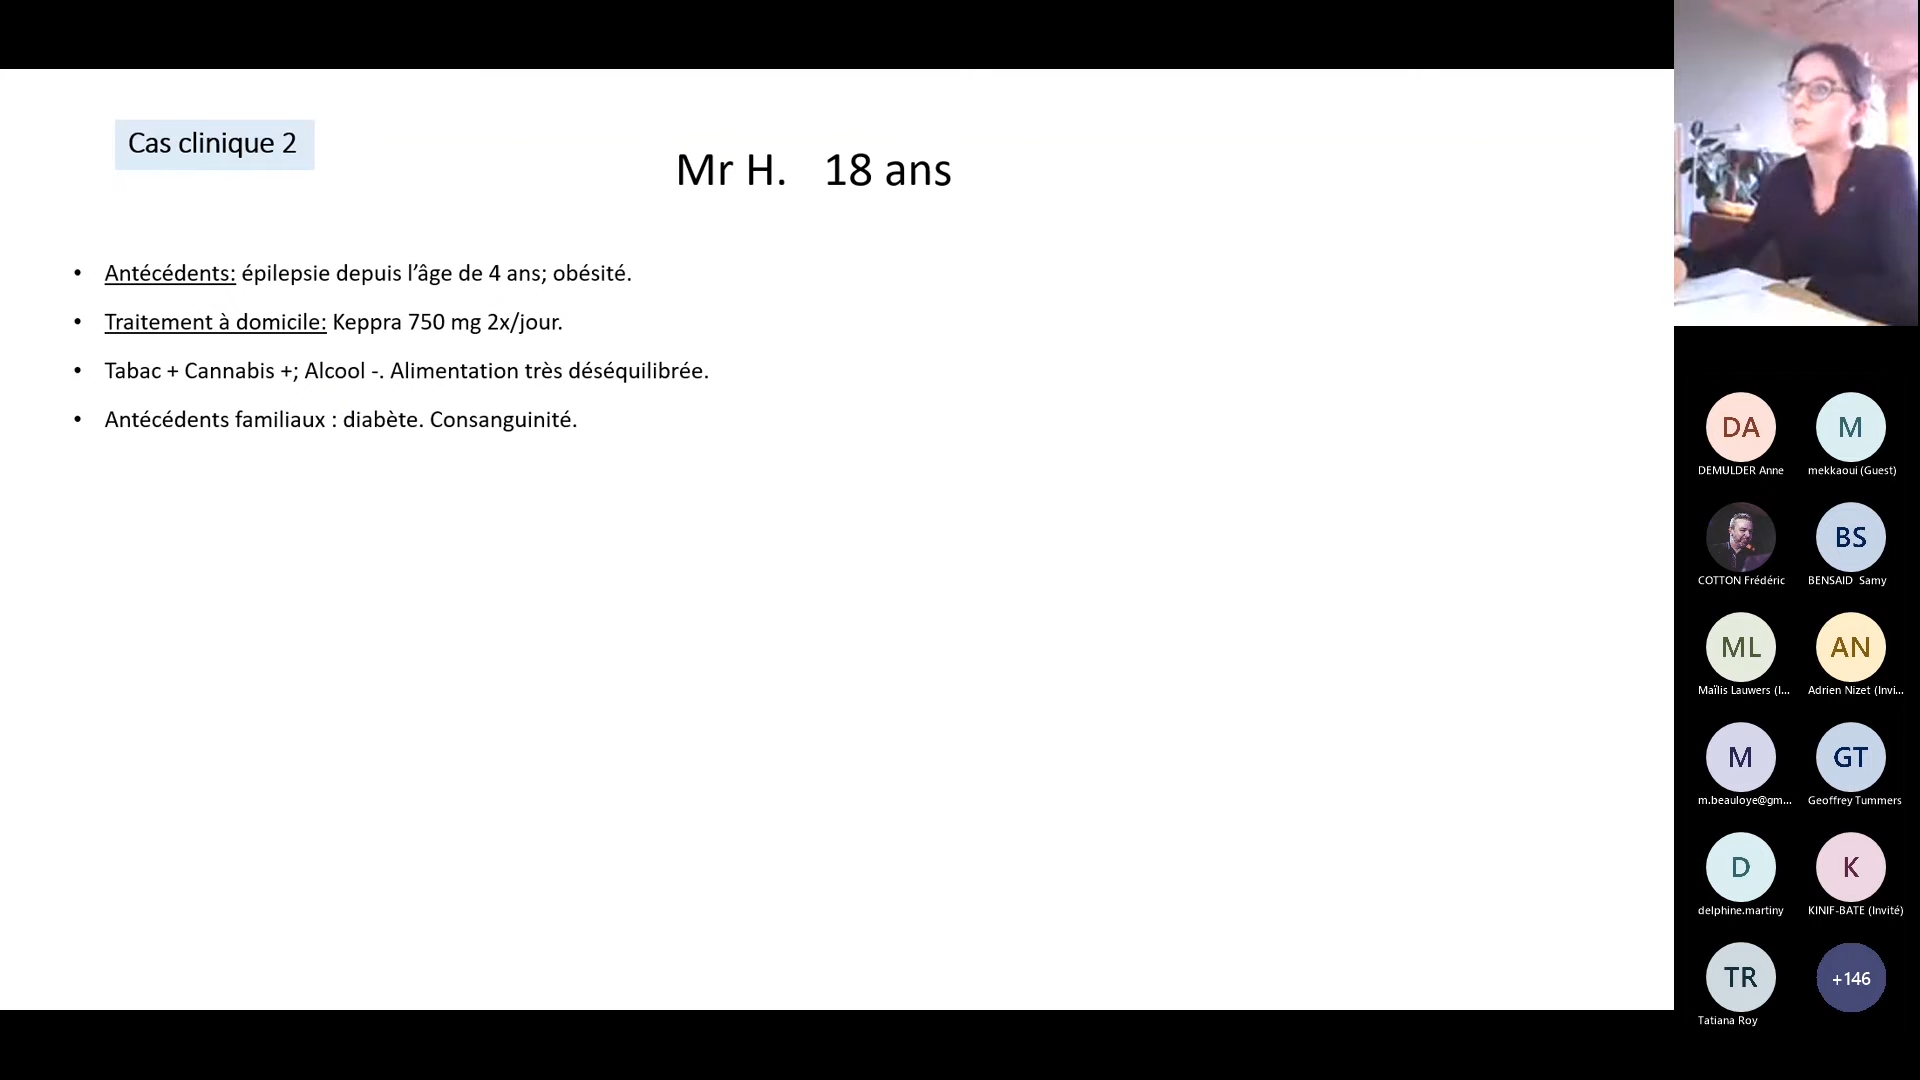 Cas clinique 2
Mr H. 18 ans
• Antécédents: épilepsie depuis l’âge de 4 ans; obésité.
• Traitement à domicile: Keppra 750 mg 2x/jour.
• Tabac + Cannabis +; Alcool -. Alimentation très déséquilibrée.
• Antécédents familiaux : diabète. Consanguinité.
DA
M
DEMULDER Anne
mekkaoui (Guest)
BS
COTTON Frédéric
BENSAID Samy
ML
AN
Maïlis Lauwers (I...
Adrien Nizet (Invi...
M
GT
m.beauloye@gm...
Geoffrey Tummers
D
K
delphine.martiny
KINIF-BATE (Invité)
TR
+146
Tatiana Roy